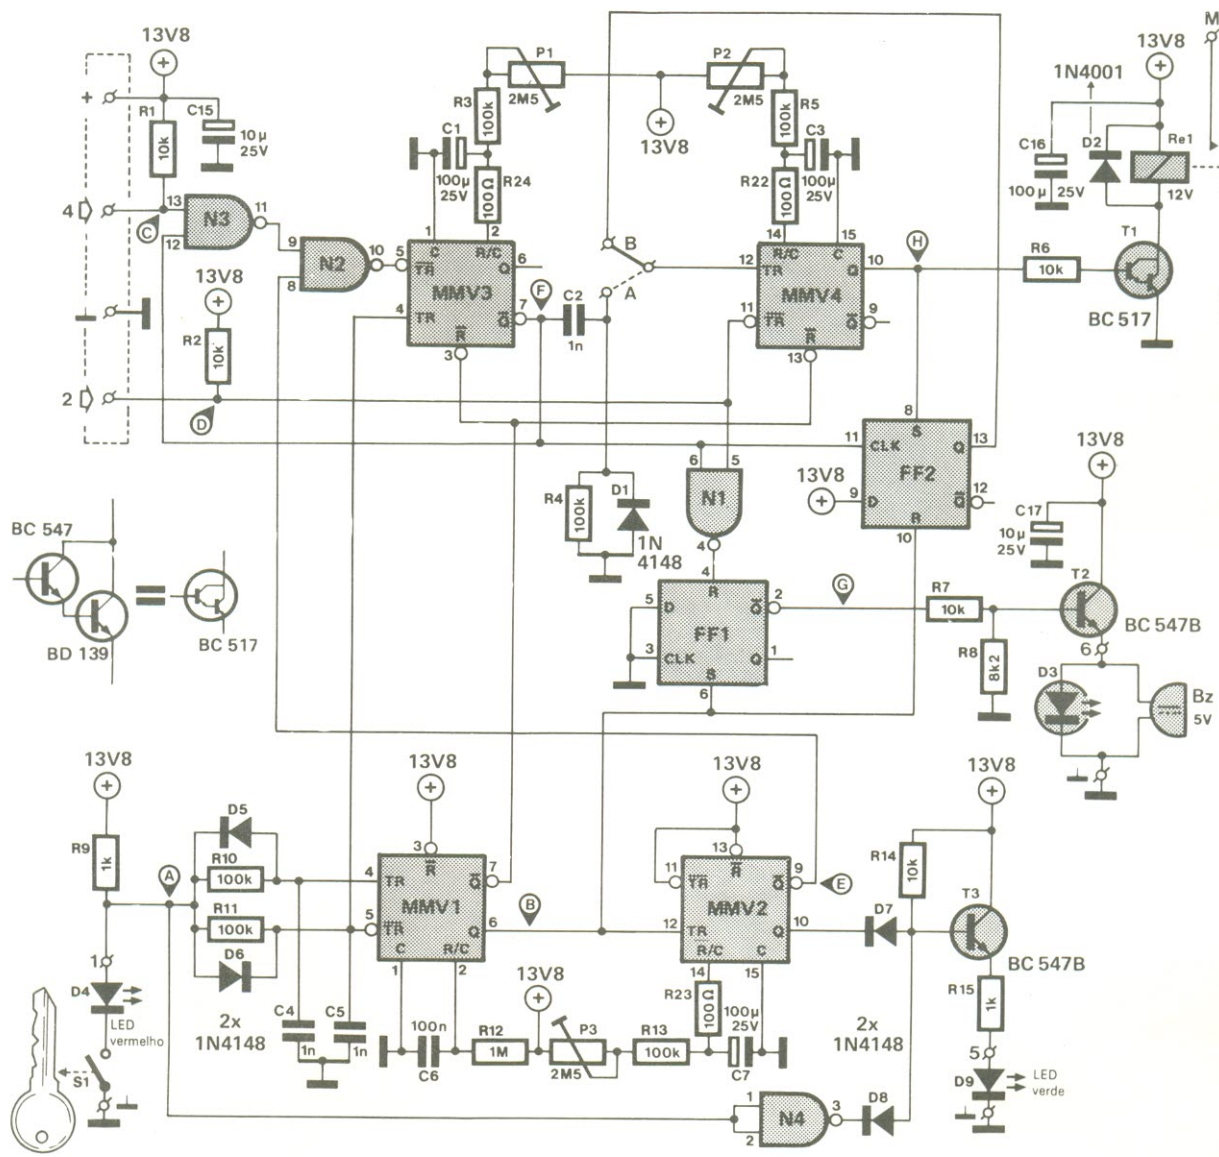 13V8
R1
10k
C15
10µ
25V
+
4
C
13
12
N3
11
9
8
N2
10
R2
10k
2
D
P1
2M5
R3
100k
C1
100µ
25V
R24
100Ω
1
2
C
R/C
5
TR
MMV3
4
TR
R
3
Q
6
Q
7
F
C2
1n
13V8
P2
2M5
R5
100k
C3
100µ
25V
R22
100Ω
14
15
R/C
C
B
A
12
TR
MMV4
11
TR
R
13
Q
10
Q
9
H
1N4001
13V8
M
C16
100µ 25V
D2
Re1
12V
T1
R6
10k
BC 517
8
S
11
CLK
Q
13
FF2
13V8
9
D
Q
12
R
10
R4
100k
D1
1N
4148
6
5
N1
4
4
R
5
D
Q
2
FF1
3
CLK
Q
1
S
6
G
BC 547
BD 139
BC 517
13V8
C17
10µ
25V
T2
R7
10k
BC 547B
R8
8k2
6
D3
Bz
5V
13V8
R9
1k
A
D5
R10
100k
R11
100k
D6
2x
1N4148
1
D4
LED
vermelho
S1
13V8
3
R
4
TR
Q
7
MMV1
5
TR
Q
6
C
R/C
1
2
B
C4
1n
C5
1n
100n
C6
R12
1M
13V8
P3
2M5
R13
100k
13V8
13
R
11
TR
Q
9
E
MMV2
12
TR
Q
10
R/C
C
14
15
R23
100Ω
100µ
25V
C7
13V8
R14
10k
D7
T3
BC 547B
R15
1k
2x
1N4148
5
D9
LED
verde
1
2
N4
3
D8